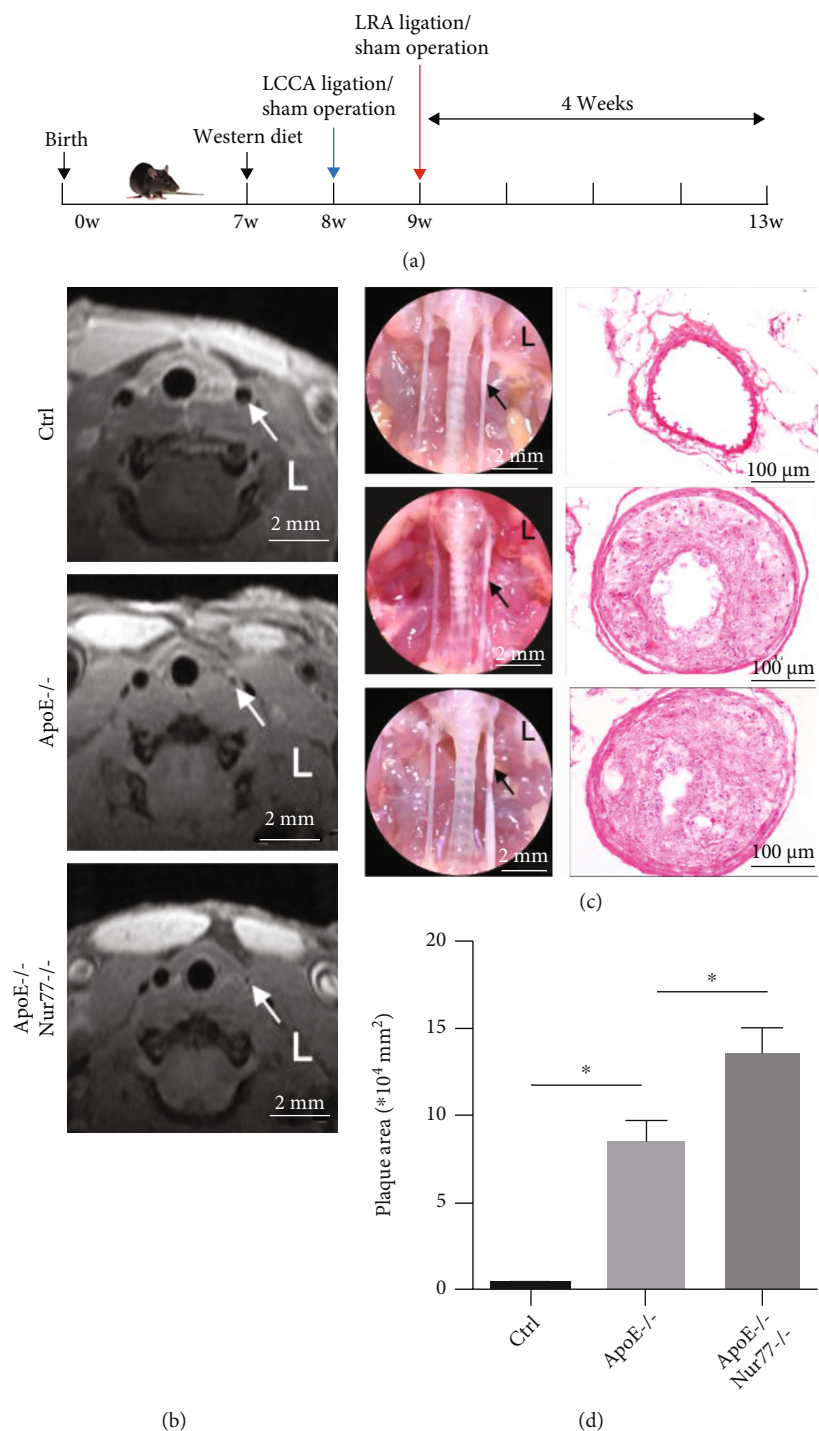 LRA ligation/
sham operation
LCCA ligation/
sham operation
4 Weeks
Birth
Western diet
0w
7w
8w
9w
13w
(a)
Ctrl
L
2 mm
ApoE-/-
L
2 mm
ApoE-/-
Nur77-/-
L
2 mm
(b)
L
2 mm
100 μm
L
2 mm
100 μm
L
2 mm
100 μm
(c)
Plaque area (*10⁴ mm²)
20
15
10
5
0
*
*
Ctrl
ApoE-/-
ApoE-/-
Nur77-/-
(d)